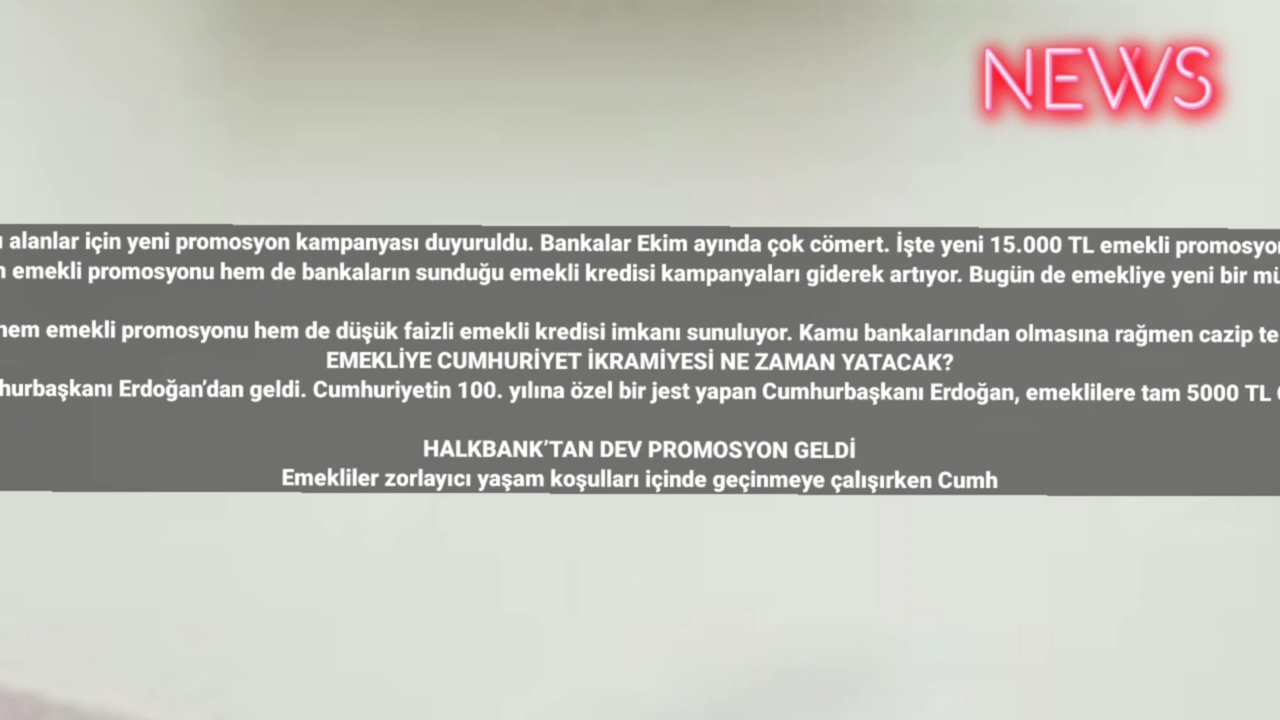 NEWS
alanlar için yeni promosyon kampanyası duyuruldu. Bankalar Ekim ayında çok cömert. İşte yeni 15.000 TL emekli promosyon
emekli promosyonu hem de bankaların sunduğu emekli kredisi kampanyaları giderek artıyor. Bugün de emekliye yeni bir
hem emekli promosyonu hem de düşük faizli emekli kredisi imkanı sunuluyor. Kamu bankalarından olmasına rağmen cazip
EMEKLİYE CUMHURİYET İKRAMİYESİ NE ZAMAN YATACAK?
hurbaşkanı Erdoğan’dan geldi. Cumhuriyetin 100. yılına özel bir jest yapan Cumhurbaşkanı Erdoğan, emeklilere tam 5000 TL
HALKBANK’TAN DEV PROMOSYON GELDİ
Emekliler zorlayıcı yaşam koşulları içinde geçinmeye çalışırken Cumh